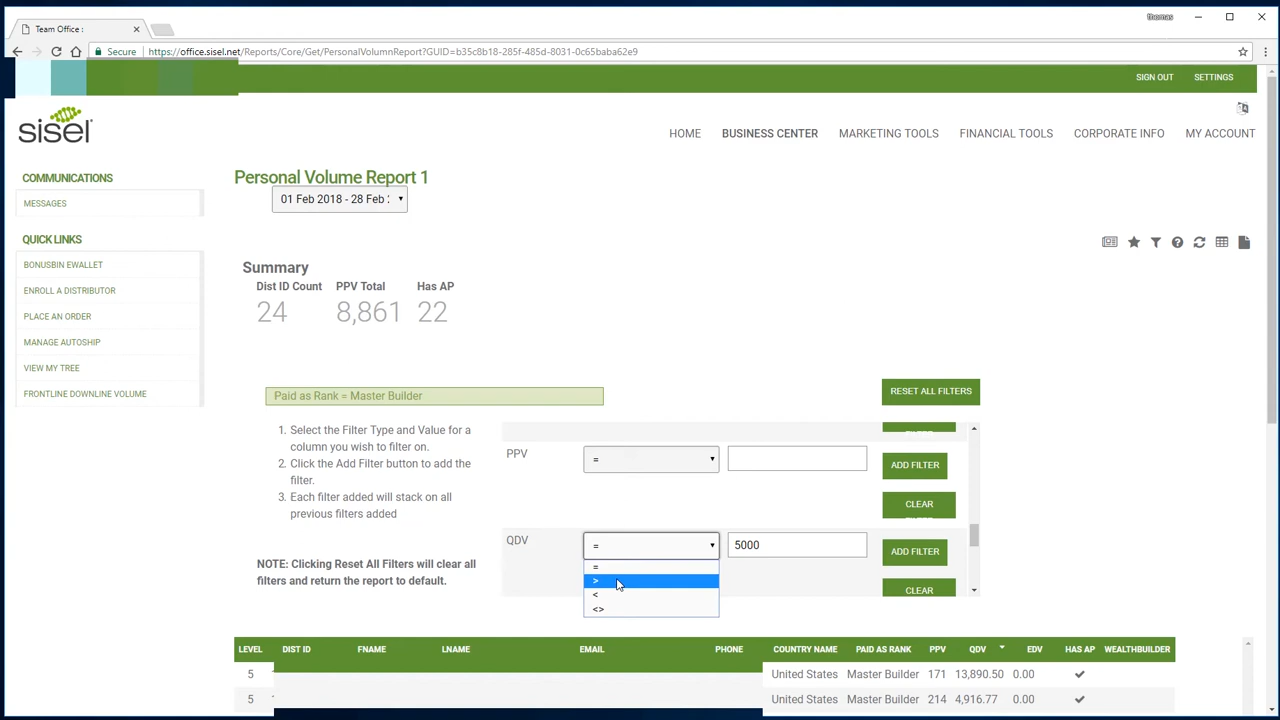 thomas
Team Office :
Secure
https://office.sisel.net/Reports/Core/Get/PersonalVolumnReport?GUID=b35c8b18-285f-485d-8031-0c65baba62e9
SIGN OUT
SETTINGS
sisel
HOME
BUSINESS CENTER
MARKETING TOOLS
FINANCIAL TOOLS
CORPORATE INFO
MY ACCOUNT
COMMUNICATIONS
MESSAGES
QUICK LINKS
BONUSBIN EWALLET
ENROLL A DISTRIBUTOR
PLACE AN ORDER
MANAGE AUTOSHIP
VIEW MY TREE
FRONTLINE DOWNLINE VOLUME
Personal Volume Report 1
01 Feb 2018 - 28 Feb :
Summary
Dist ID Count PPV Total Has AP
24 8,861 22
Paid as Rank = Master Builder
RESET ALL FILTERS
1. Select the Filter Type and Value for a
column you wish to filter on.
2. Click the Add Filter button to add the
filter.
3. Each filter added will stack on all
previous filters added
NOTE: Clicking Reset All Filters will clear all
filters and return the report to default.
PPV
=
ADD FILTER
CLEAR
QDV
=
5000
ADD FILTER
CLEAR
=
>
<
<>
LEVEL DIST ID FNAME LNAME EMAIL PHONE COUNTRY NAME PAID AS RANK PPV QDV EDV HAS AP WEALTHBUILDER
5 United States Master Builder 171 13,890.50 0.00 ✓
5 United States Master Builder 214 4,916.77 0.00 ✓